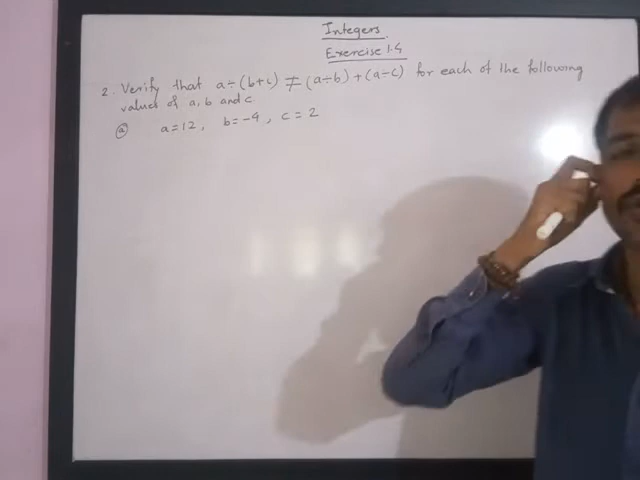 Integers
Exercise 1.4
2. Verify that a÷(b+c) ≠ (a÷b)+(a÷c) for each of the following
values of a, b and c
(a) a=12, b=-4, c=2